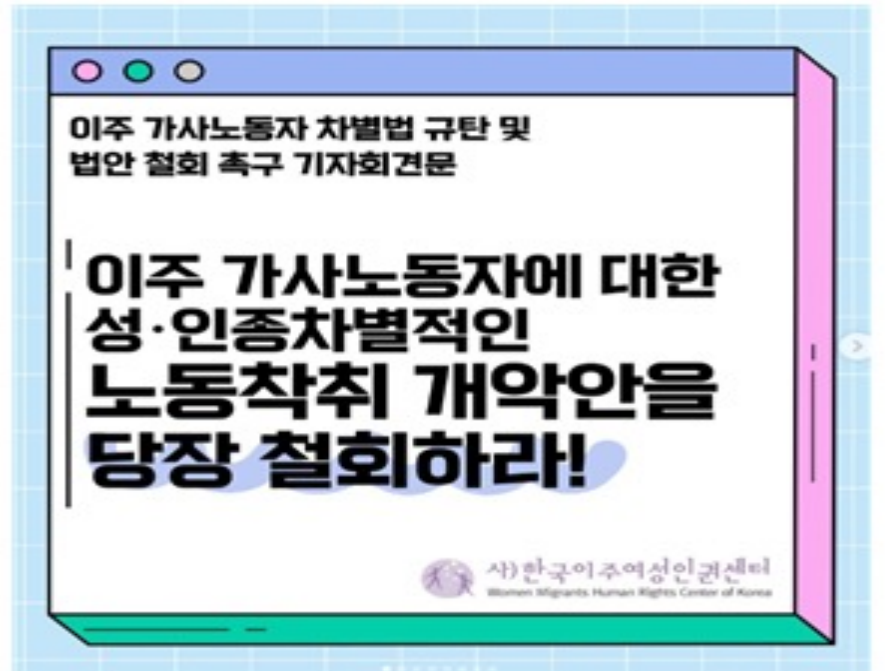 이주 가사노동자 차별법 규탄 및
법안 철회 촉구 기자회견문
이주 가사노동자에 대한
성·인종차별적인
노동착취 개악안을
당장 철회하라!
사)한국이주여성인권센터
Women Migrants Human Rights Center of Korea